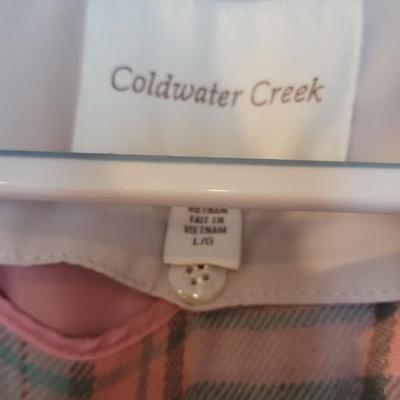 Coldwater Creek
VIETNAM
FAIT EN
VIETNAM
L/G